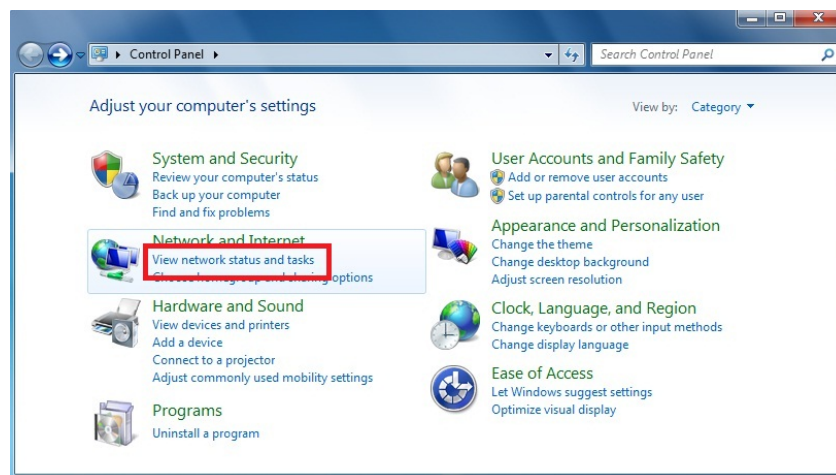 Control Panel
Search Control Panel
Adjust your computer's settings
View by: Category
System and Security
Review your computer's status
Back up your computer
Find and fix problems
Network and Internet
View network status and tasks
Choose homegroup and sharing options
Hardware and Sound
View devices and printers
Add a device
Connect to a projector
Adjust commonly used mobility settings
Programs
Uninstall a program
User Accounts and Family Safety
Add or remove user accounts
Set up parental controls for any user
Appearance and Personalization
Change the theme
Change desktop background
Adjust screen resolution
Clock, Language, and Region
Change keyboards or other input methods
Change display language
Ease of Access
Let Windows suggest settings
Optimize visual display